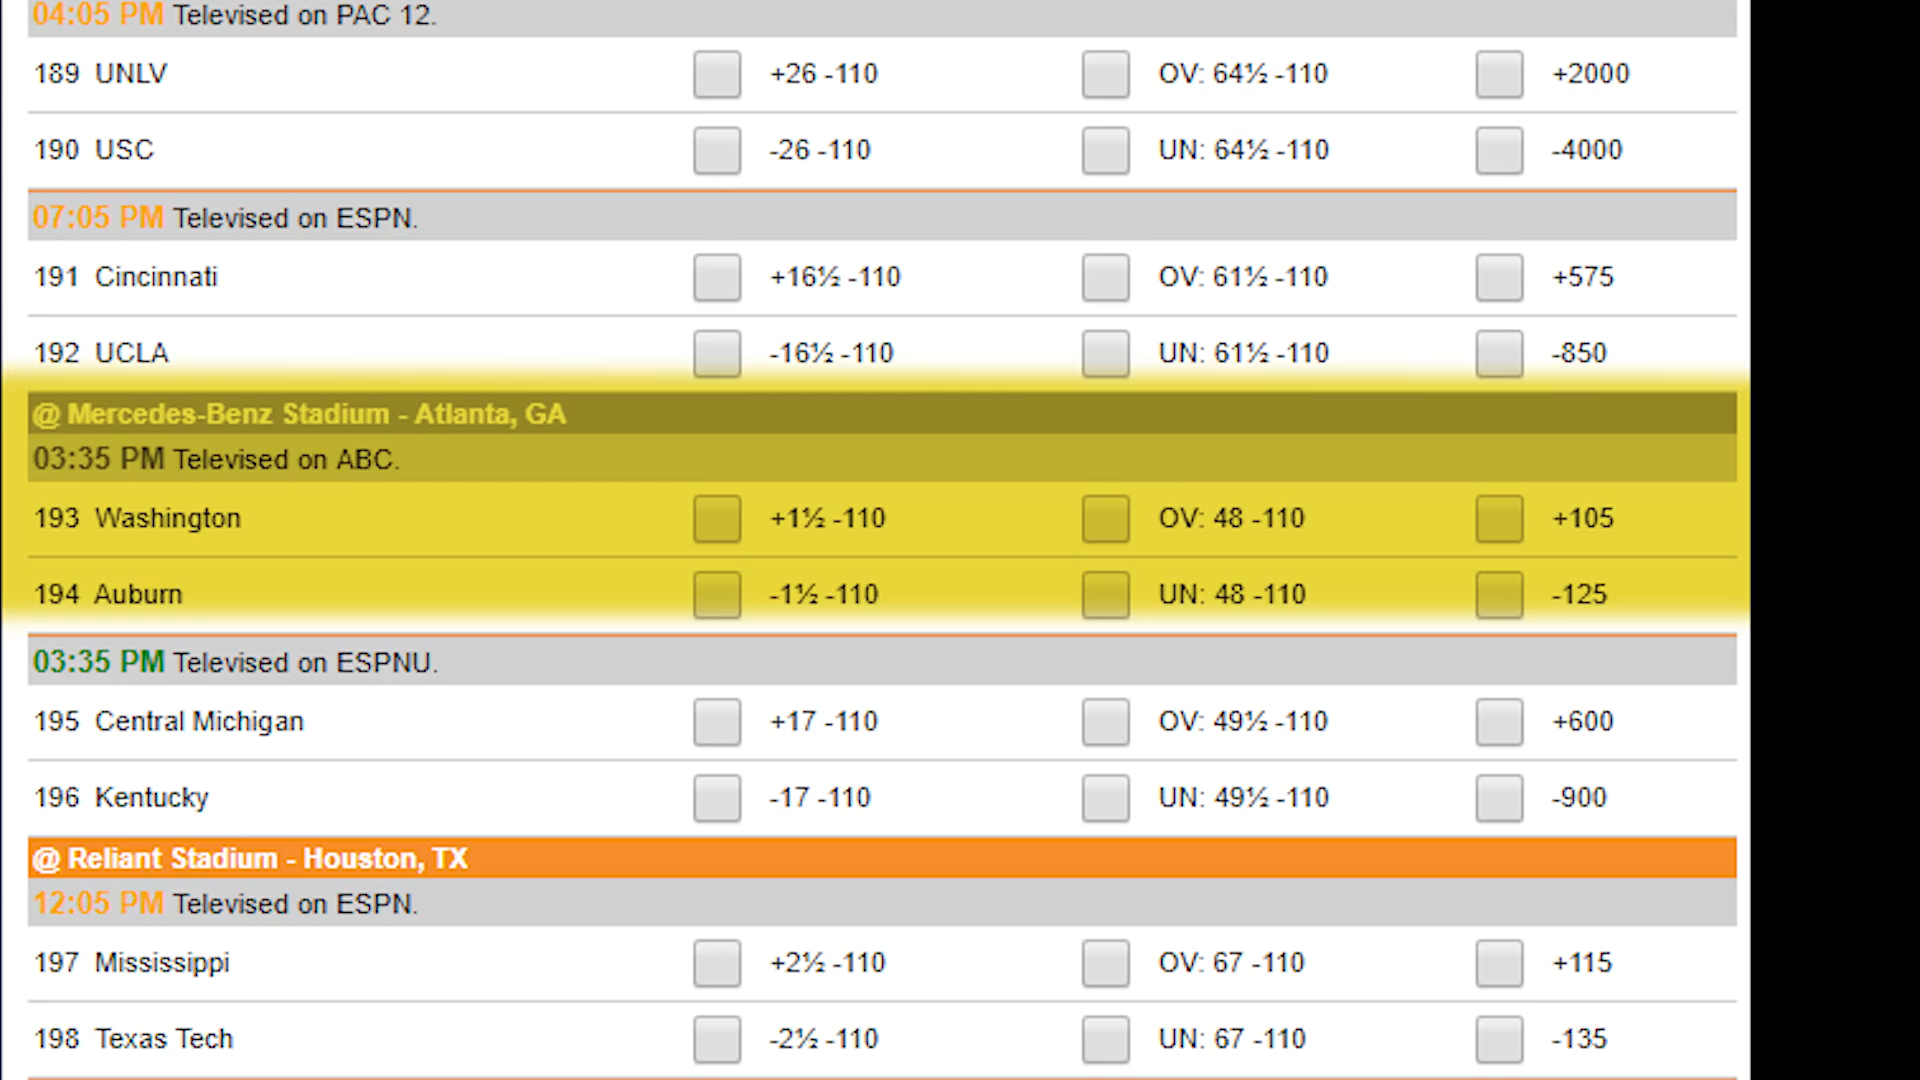 04:05 PM Televised on PAC 12.
189 UNLV +26 -110 OV: 64½ -110 +2000
190 USC -26 -110 UN: 64½ -110 -4000
07:05 PM Televised on ESPN.
191 Cincinnati +16½ -110 OV: 61½ -110 +575
192 UCLA -16½ -110 UN: 61½ -110 -850
@ Mercedes-Benz Stadium - Atlanta, GA
03:35 PM Televised on ABC.
193 Washington +1½ -110 OV: 48 -110 +105
194 Auburn -1½ -110 UN: 48 -110 -125
03:35 PM Televised on ESPNU.
195 Central Michigan +17 -110 OV: 49½ -110 +600
196 Kentucky -17 -110 UN: 49½ -110 -900
@ Reliant Stadium - Houston, TX
12:05 PM Televised on ESPN.
197 Mississippi +2½ -110 OV: 67 -110 +115
198 Texas Tech -2½ -110 UN: 67 -110 -135